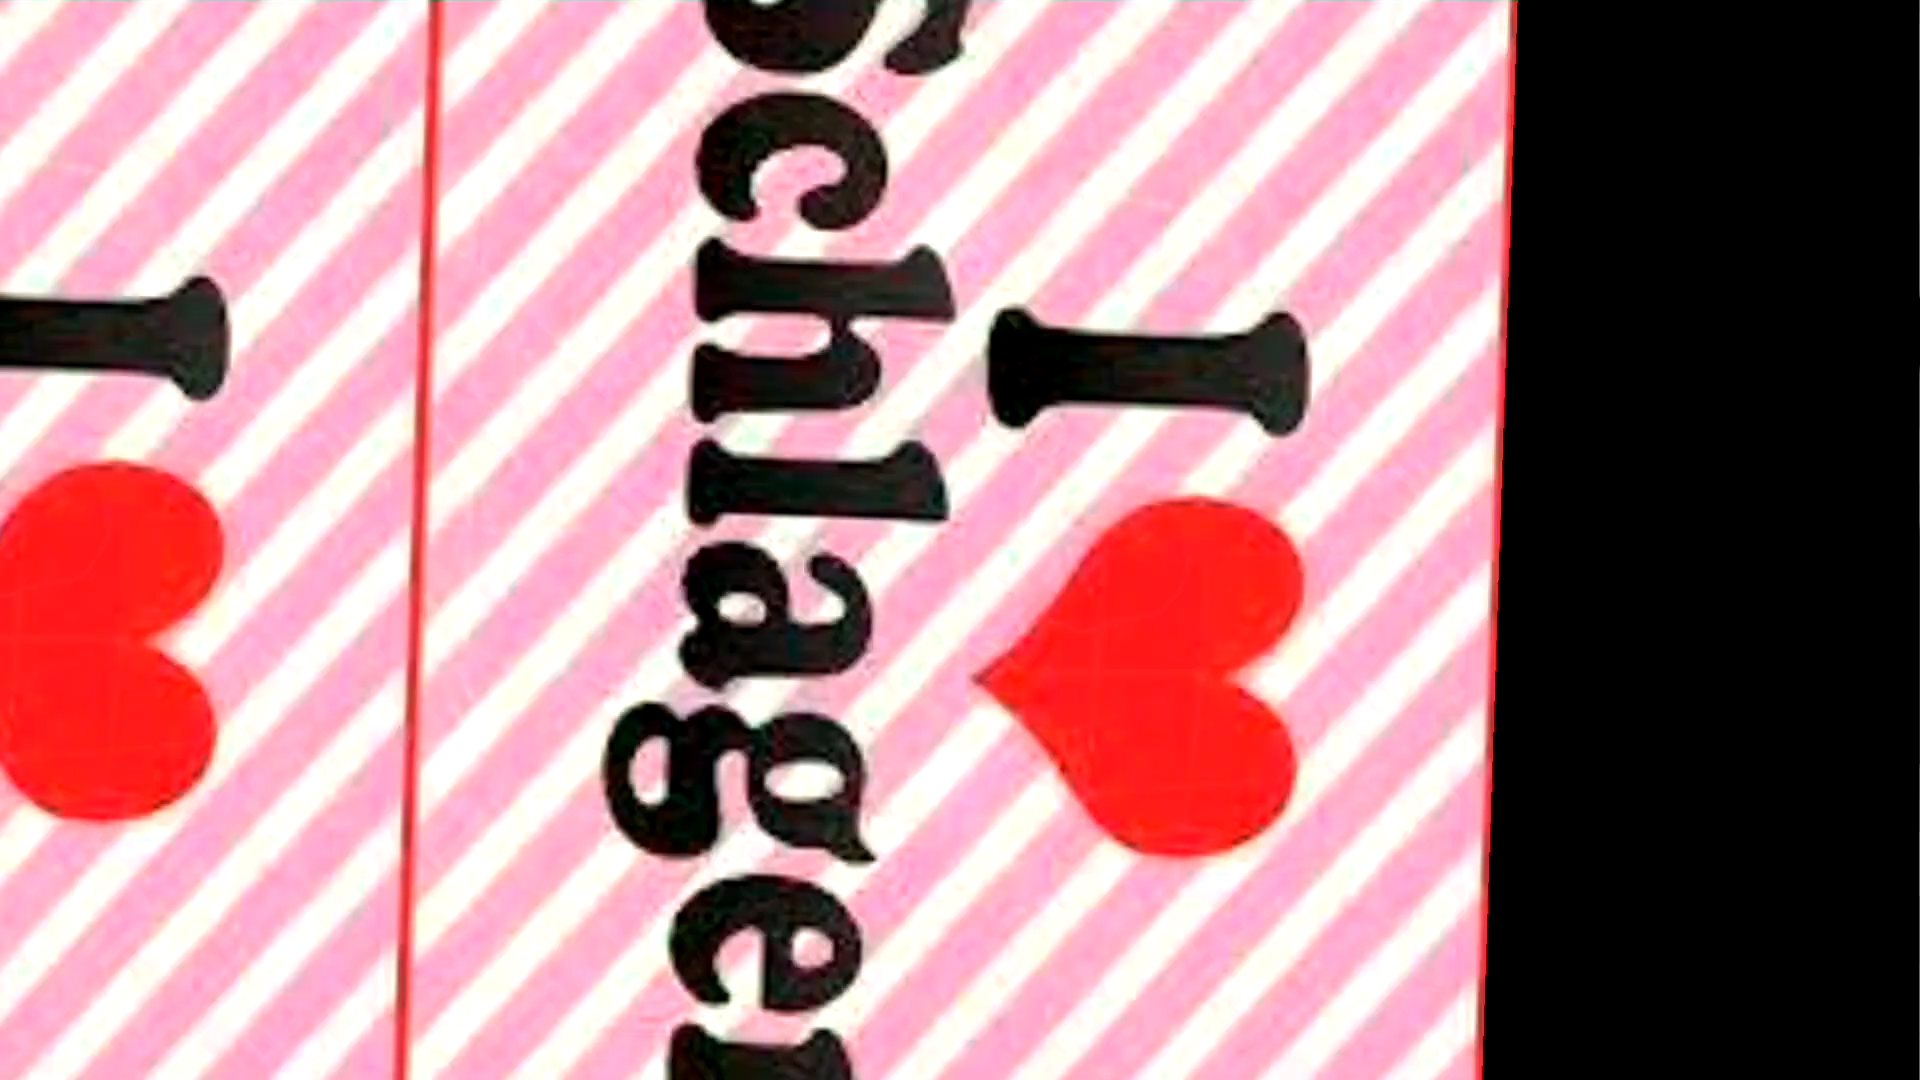 I ♥
Schlager
I ♥